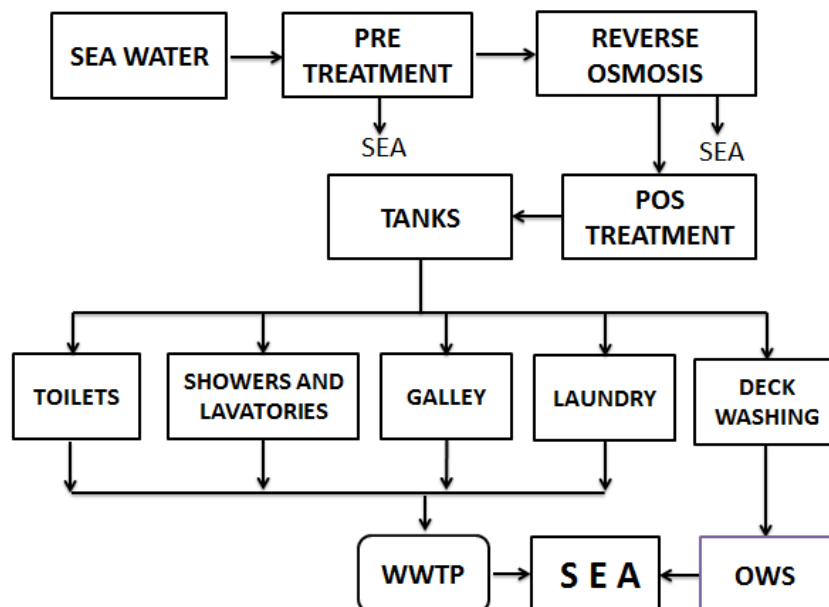 SEA WATER
PRE
TREATMENT
REVERSE
OSMOSIS
SEA
SEA
TANKS
POS
TREATMENT
TOILETS
SHOWERS AND
LAVATORIES
GALLEY
LAUNDRY
DECK
WASHING
WWTP
S E A
OWS